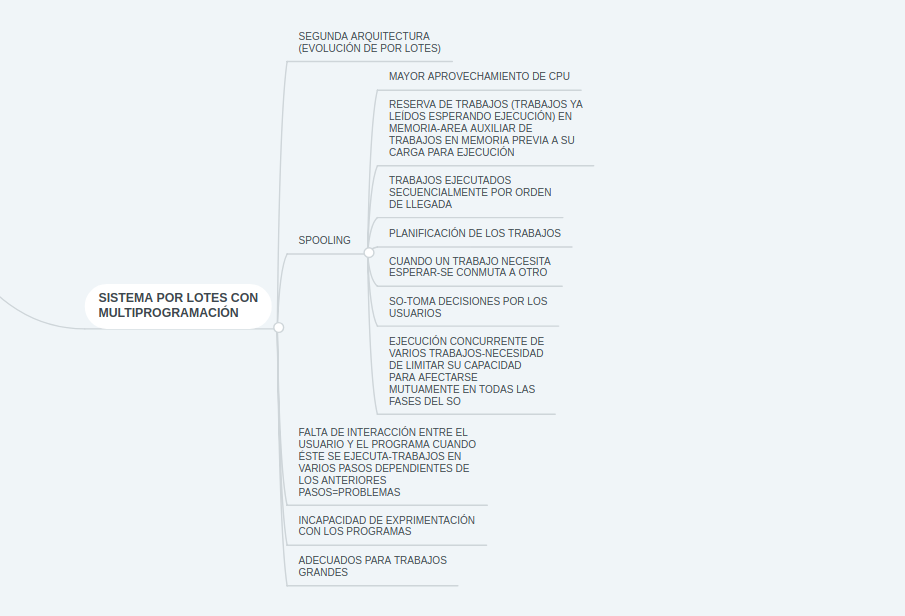 SEGUNDA ARQUITECTURA
(EVOLUCIÓN DE POR LOTES)
MAYOR APROVECHAMIENTO DE CPU
RESERVA DE TRABAJOS (TRABAJOS YA
LEÍDOS ESPERANDO EJECUCIÓN) EN
MEMORIA-AREA AUXILIAR DE
TRABAJOS EN MEMORIA PREVIA A SU
CARGA PARA EJECUCIÓN
TRABAJOS EJECUTADOS
SECUENCIALMENTE POR ORDEN
DE LLEGADA
SPOOLING
PLANIFICACIÓN DE LOS TRABAJOS
CUANDO UN TRABAJO NECESITA
ESPERAR-SE CONMUTA A OTRO
SISTEMA POR LOTES CON
MULTIPROGRAMACIÓN
SO-TOMA DECISIONES POR LOS
USUARIOS
EJECUCIÓN CONCURRENTE DE
VARIOS TRABAJOS-NECESIDAD
DE LIMITAR SU CAPACIDAD
PARA AFECTARSE
MUTUAMENTE EN TODAS LAS
FASES DEL SO
FALTA DE INTERACCIÓN ENTRE EL
USUARIO Y EL PROGRAMA CUANDO
ÉSTE SE EJECUTA-TRABAJOS EN
VARIOS PASOS DEPENDIENTES DE
LOS ANTERIORES
PASOS=PROBLEMAS
INCAPACIDAD DE EXPRIMENTACIÓN
CON LOS PROGRAMAS
ADECUADOS PARA TRABAJOS
GRANDES